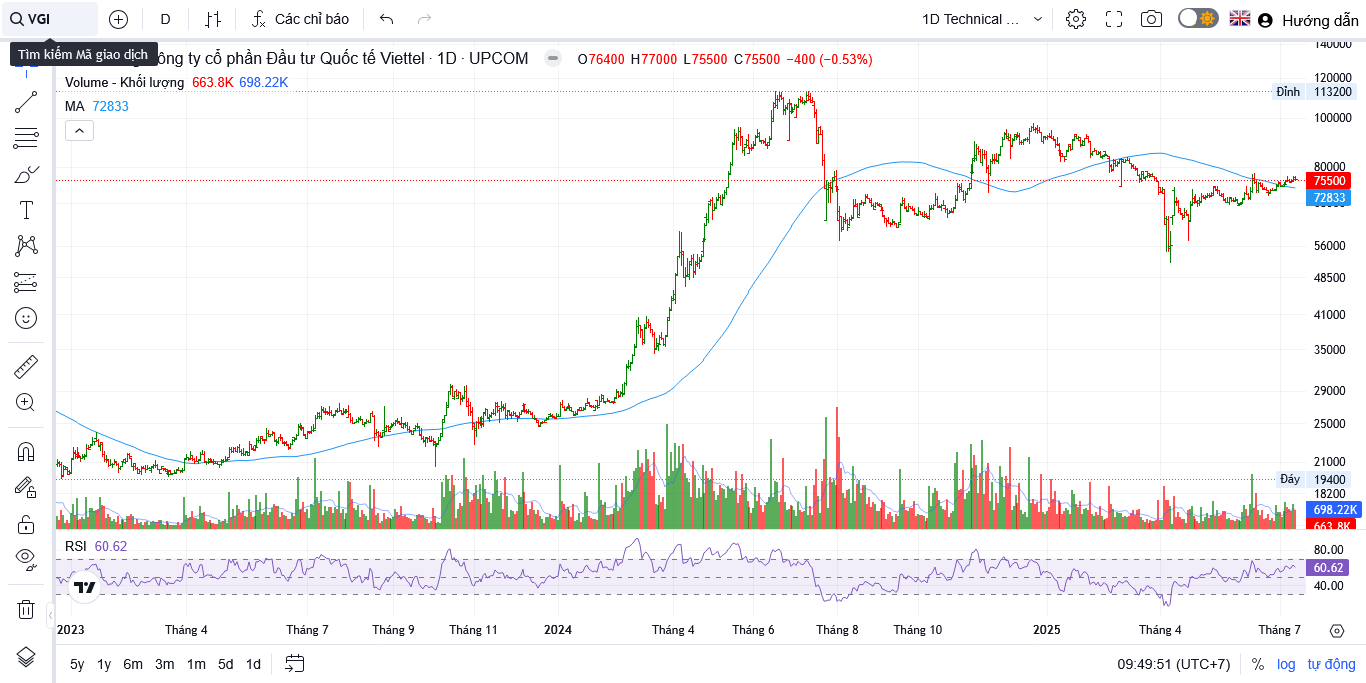 VGI D Các chỉ báo 1D Technical ... Hướng dẫn
Tìm kiếm Mã giao dịch
ông ty cổ phần Đầu tư Quốc tế Viettel · 1D · UPCOM O76400 H77000 L75500 C75500 −400 (−0.53%)
Volume - Khối lượng 663.8K 698.22K
MA 72833
140000
120000
Đỉnh 113200
100000
80000
75500
72833
56000
48500
41000
35000
29000
25000
21000
Đáy 19400
18200
698.22K
663.8K
RSI 60.62
80.00
60.62
40.00
2023 Tháng 4 Tháng 7 Tháng 9 Tháng 11 2024 Tháng 4 Tháng 6 Tháng 8 Tháng 10 2025 Tháng 4 Tháng 7
5y 1y 6m 3m 1m 5d 1d 09:49:51 (UTC+7) % log tự động